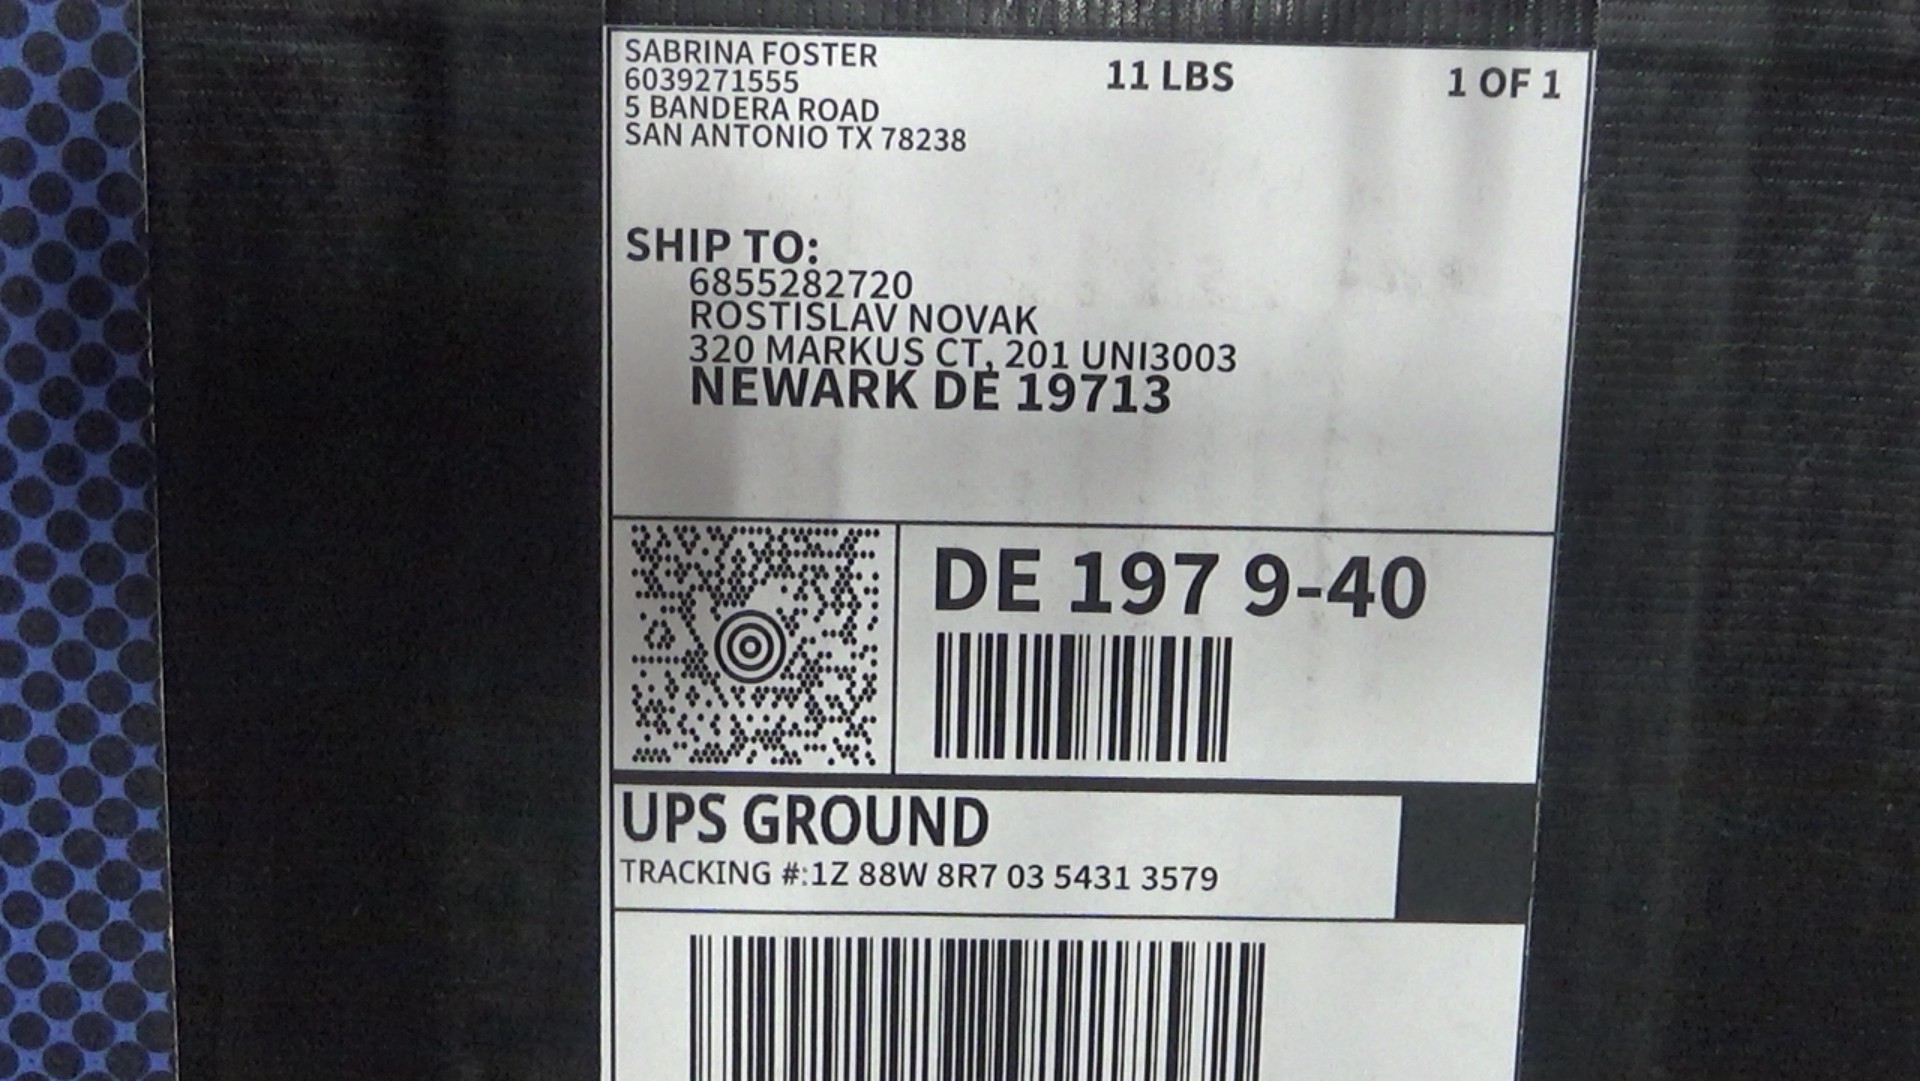 SABRINA FOSTER
6039271555
5 BANDERA ROAD
SAN ANTONIO TX 78238
11 LBS
1 OF 1
SHIP TO:
6855282720
ROSTISLAV NOVAK
320 MARKUS CT, 201 UNI3003
NEWARK DE 19713
DE 197 9-40
UPS GROUND
TRACKING #:1Z 88W 8R7 03 5431 3579